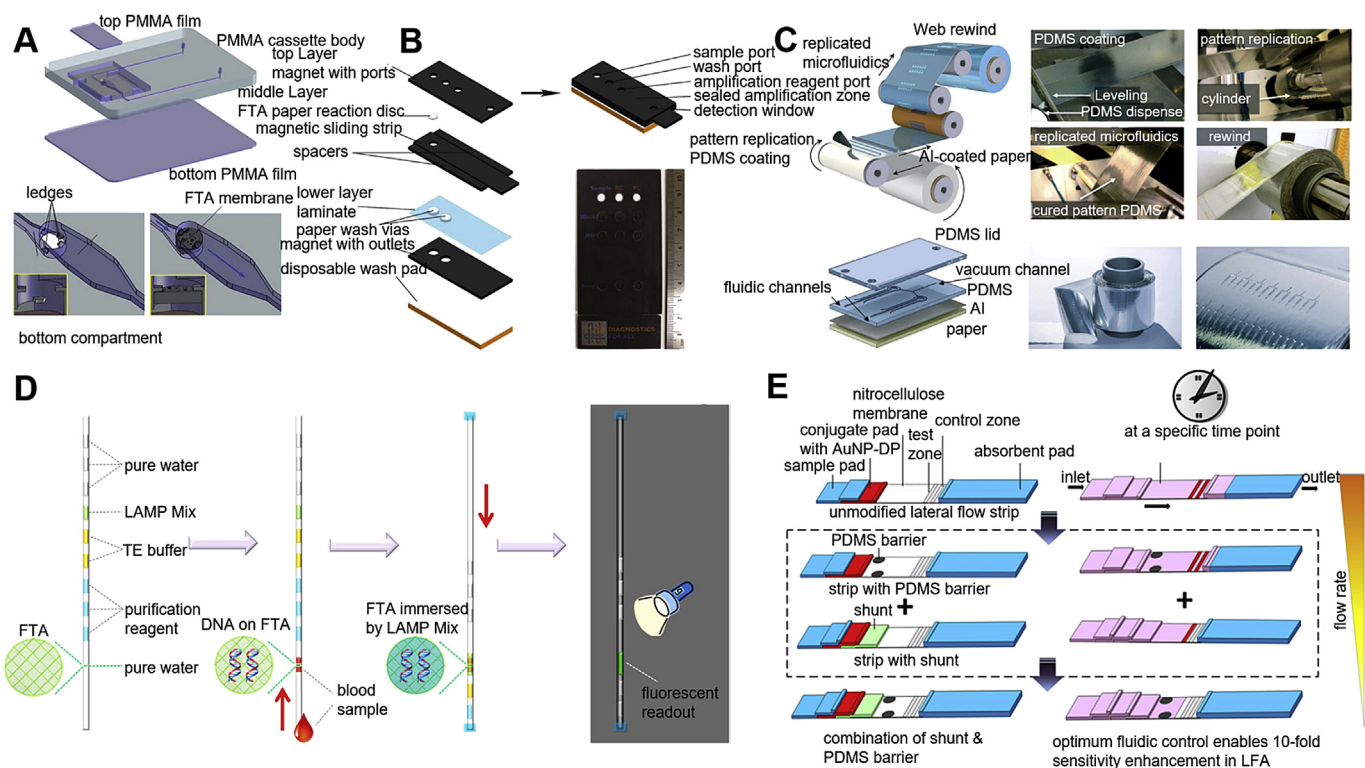 A
top PMMA film
PMMA cassette body
bottom PMMA film
ledges
FTA membrane
bottom compartment
B
top Layer
magnet with ports
middle Layer
FTA paper reaction disc
magnetic sliding strip
spacers
lower layer
laminate
paper wash vias
magnet with outlets
disposable wash pad
sample port
wash port
amplification reagent port
sealed amplification zone
detection window
DIAGNOSTICS
FOR ALL
C
replicated
microfluidics
Web rewind
pattern replication
PDMS coating
Al-coated paper
PDMS lid
vacuum channel
fluidic channels
PDMS
Al
paper
PDMS coating
Leveling
PDMS dispense
pattern replication
cylinder
replicated microfluidics
cured pattern PDMS
rewind
D
pure water
LAMP Mix
TE buffer
purification
reagent
FTA
pure water
DNA on FTA
blood
sample
FTA immersed
by LAMP Mix
fluorescent
readout
E
nitrocellulose
membrane
conjugate pad
with AuNP-DP
sample pad
test
zone
control zone
absorbent pad
unmodified lateral flow strip
at a specific time point
inlet
outlet
PDMS barrier
strip with PDMS barrier
shunt
+
strip with shunt
+
combination of shunt &
PDMS barrier
optimum fluidic control enables 10-fold
sensitivity enhancement in LFA
flow rate